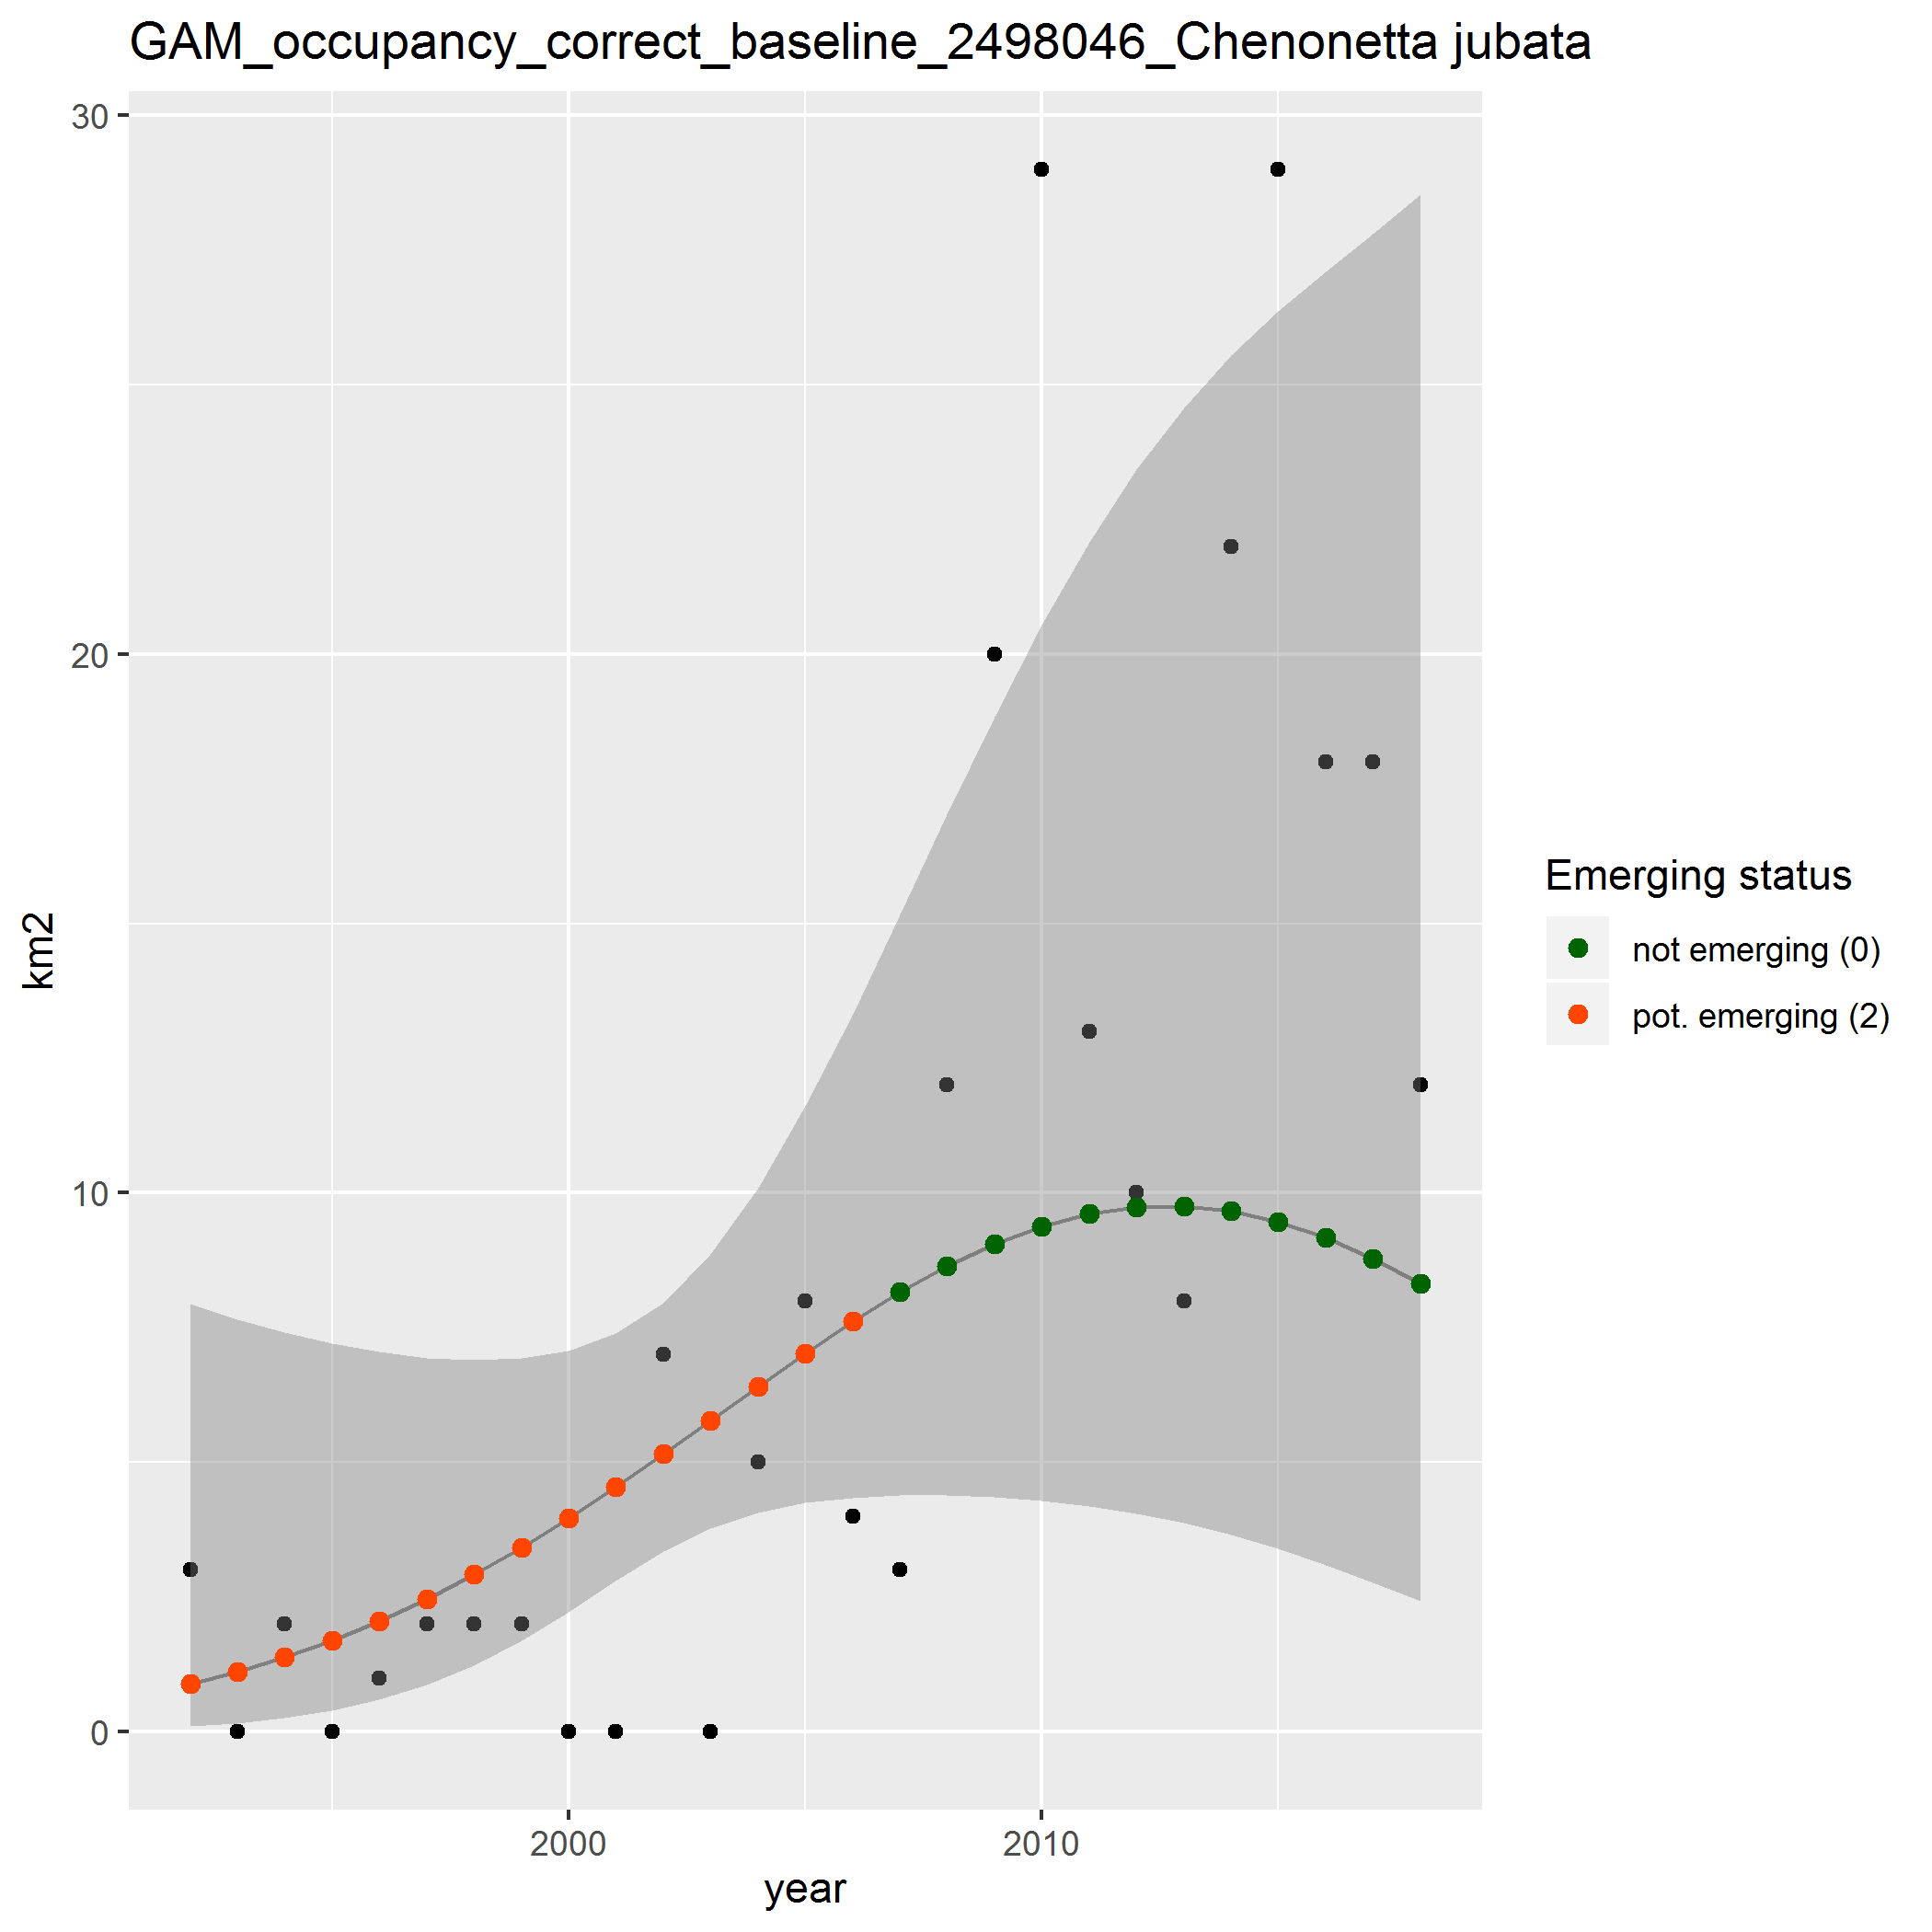 GAM_occupancy_correct_baseline_2498046_Chenonetta jubata
30
20
10
0
km2
2000
2010
year
Emerging status
not emerging (0)
pot. emerging (2)